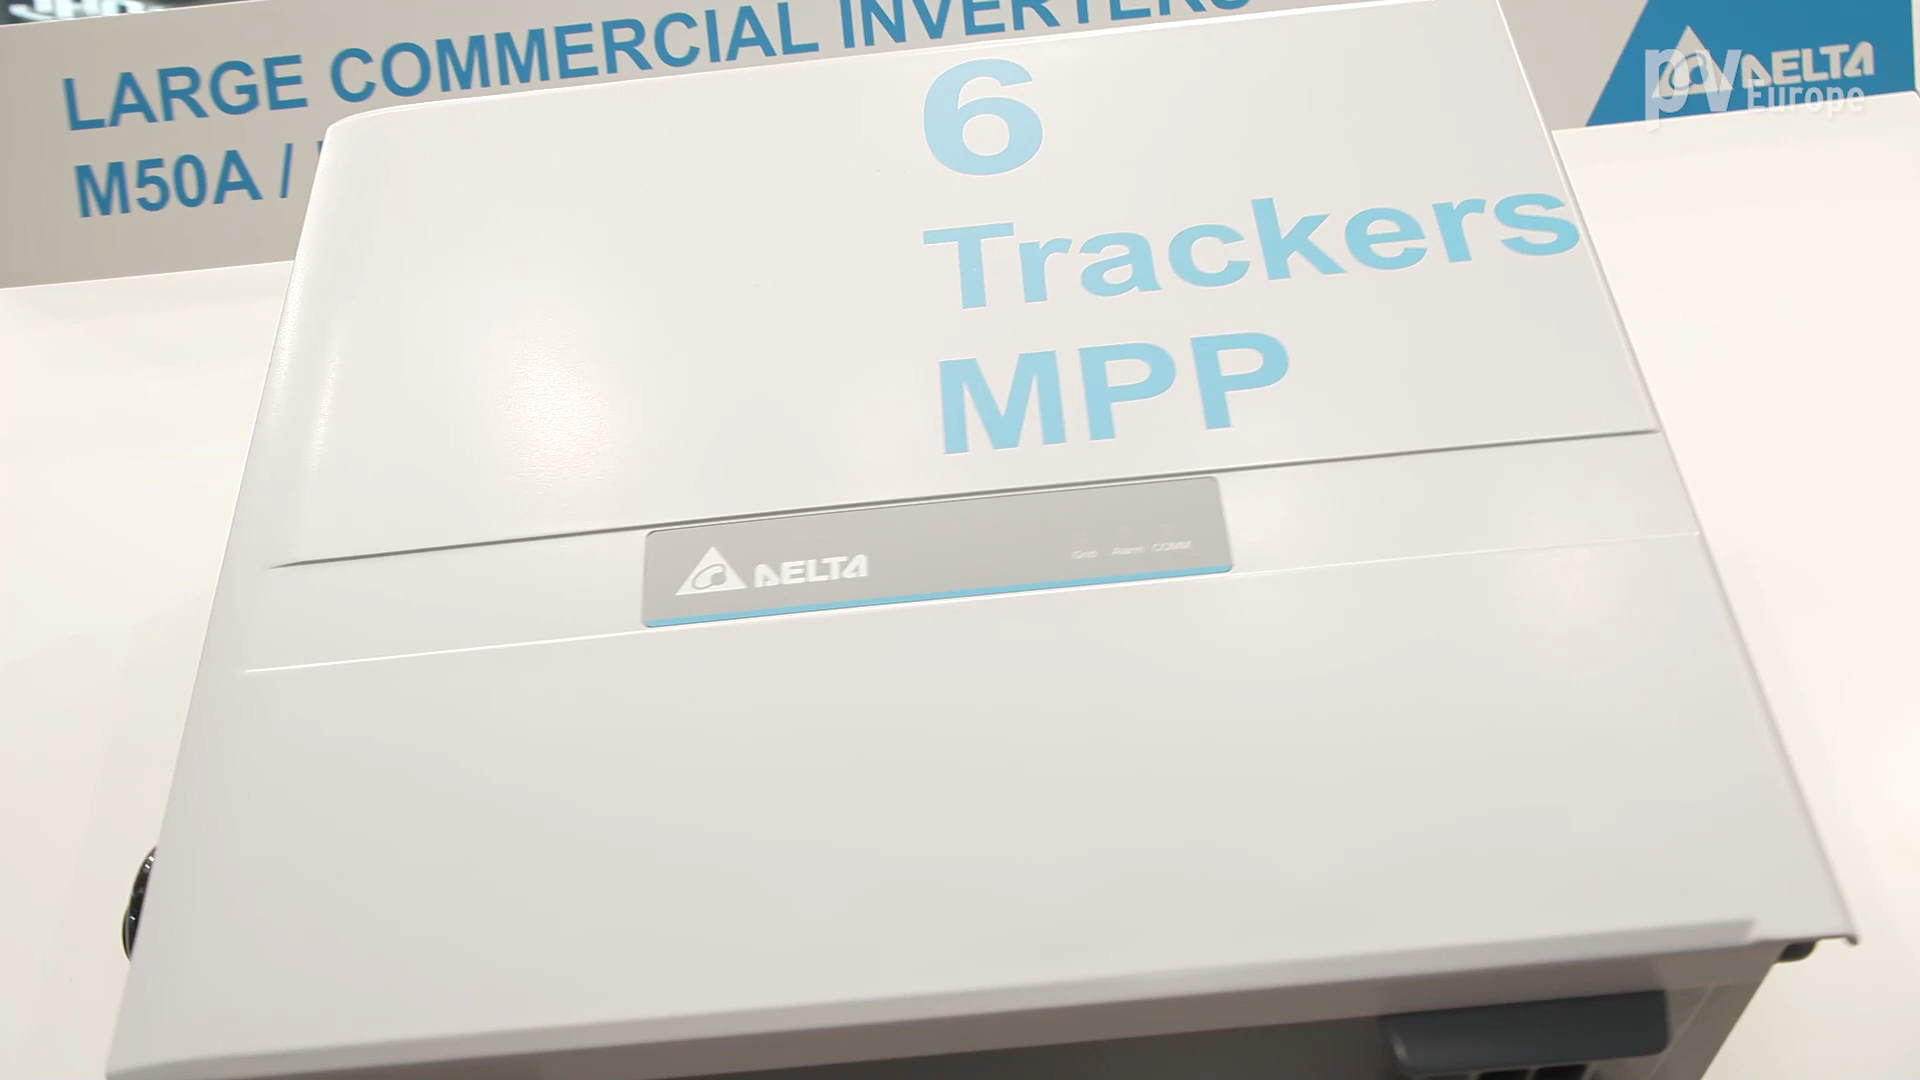 LARGE COMMERCIAL INVERTERS
M50A /
DELTA
pv Europe
6
Trackers
MPP
DELTA
Grid Alarm COMM